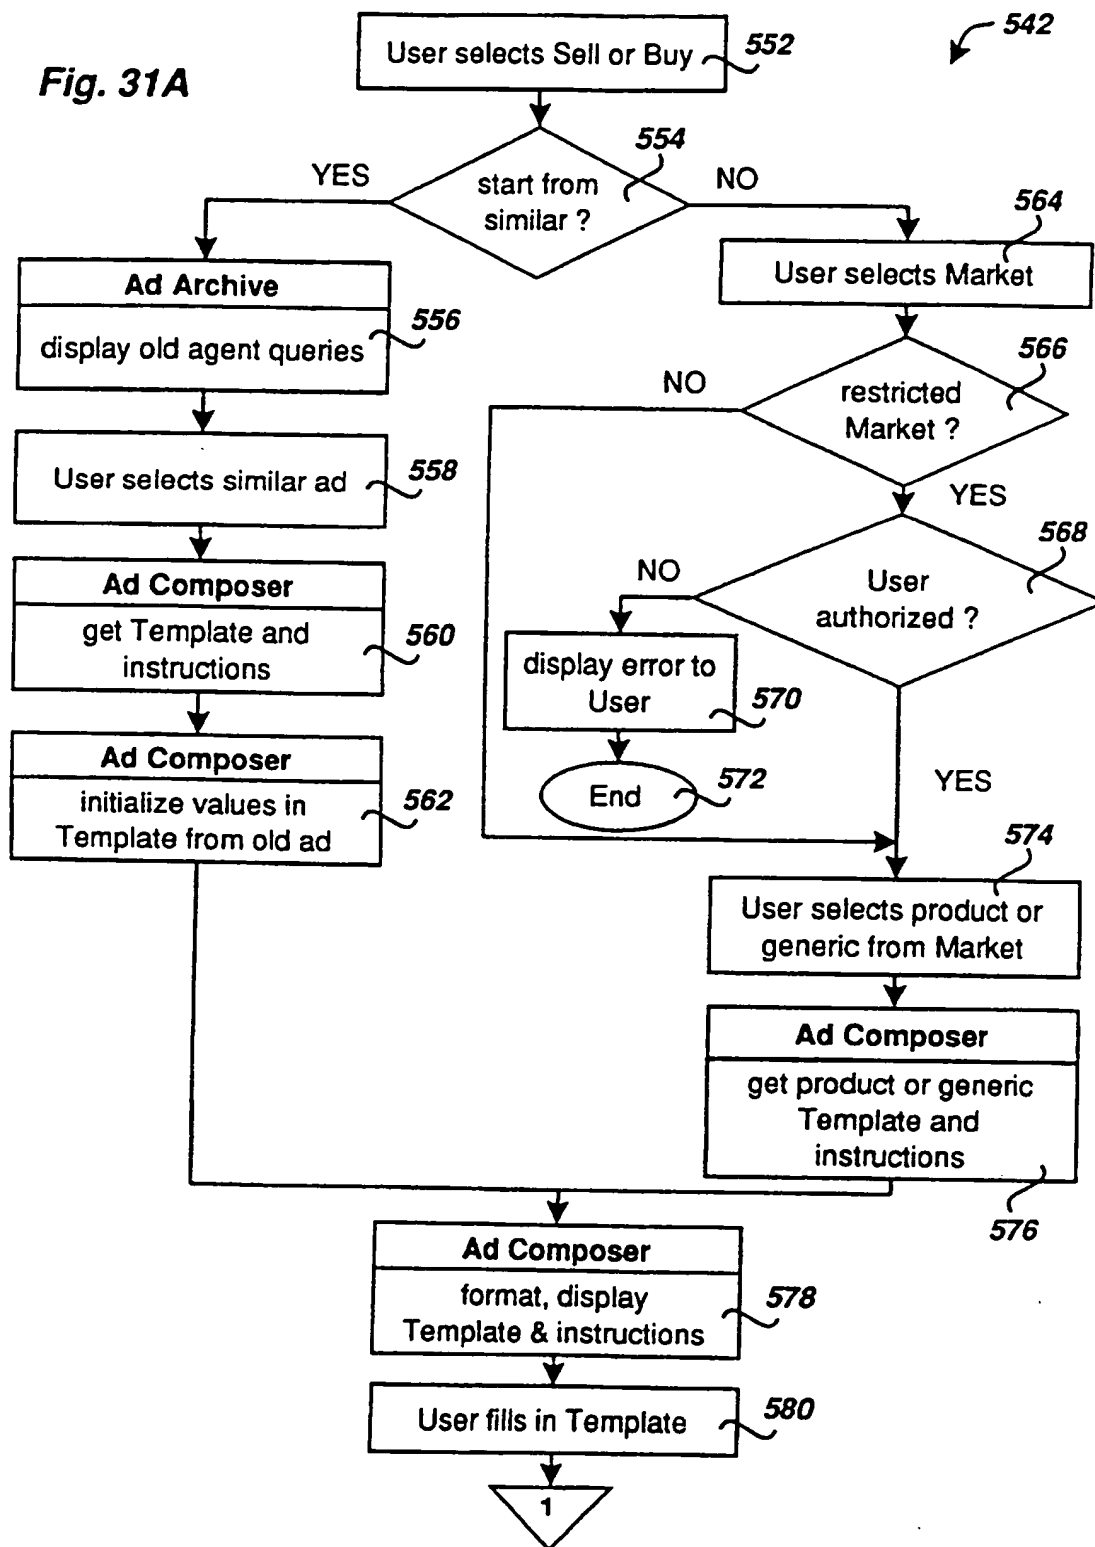 542
Fig. 31A
User selects Sell or Buy 552
554
YES
start from
similar ?
NO
Ad Archive
display old agent queries 556
User selects similar ad 558
Ad Composer
get Template and
instructions 560
Ad Composer
initialize values in
Template from old ad 562
564
User selects Market
566
NO
restricted
Market ?
YES
568
NO
User
authorized ?
display error to
User 570
End 572
YES
574
User selects product or
generic from Market
Ad Composer
get product or generic
Template and
instructions
576
Ad Composer
format, display
Template & instructions 578
User fills in Template 580
1